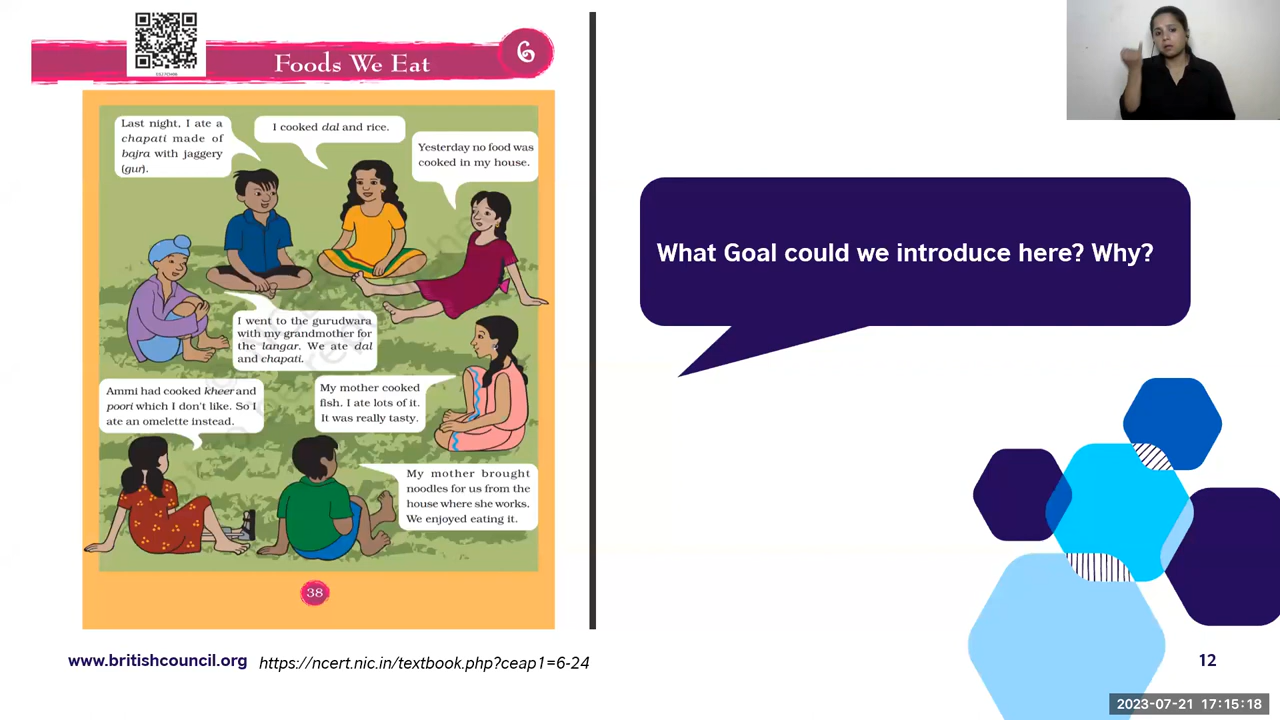 Foods We Eat
6
Last night, I ate a
chapati made of
bajra with jaggery
(gur).
I cooked dal and rice.
Yesterday no food was
cooked in my house.
I went to the gurudwara
with my grandmother for
the langar. We ate dal
and chapati.
Ammi had cooked kheer and
poori which I don't like. So I
ate an omelette instead.
My mother cooked
fish. I ate lots of it.
It was really tasty.
My mother brought
noodles for us from the
house where she works.
We enjoyed eating it.
38
What Goal could we introduce here? Why?
www.britishcouncil.org
https://ncert.nic.in/textbook.php?ceap1=6-24
12
2023-07-21 17:15:18